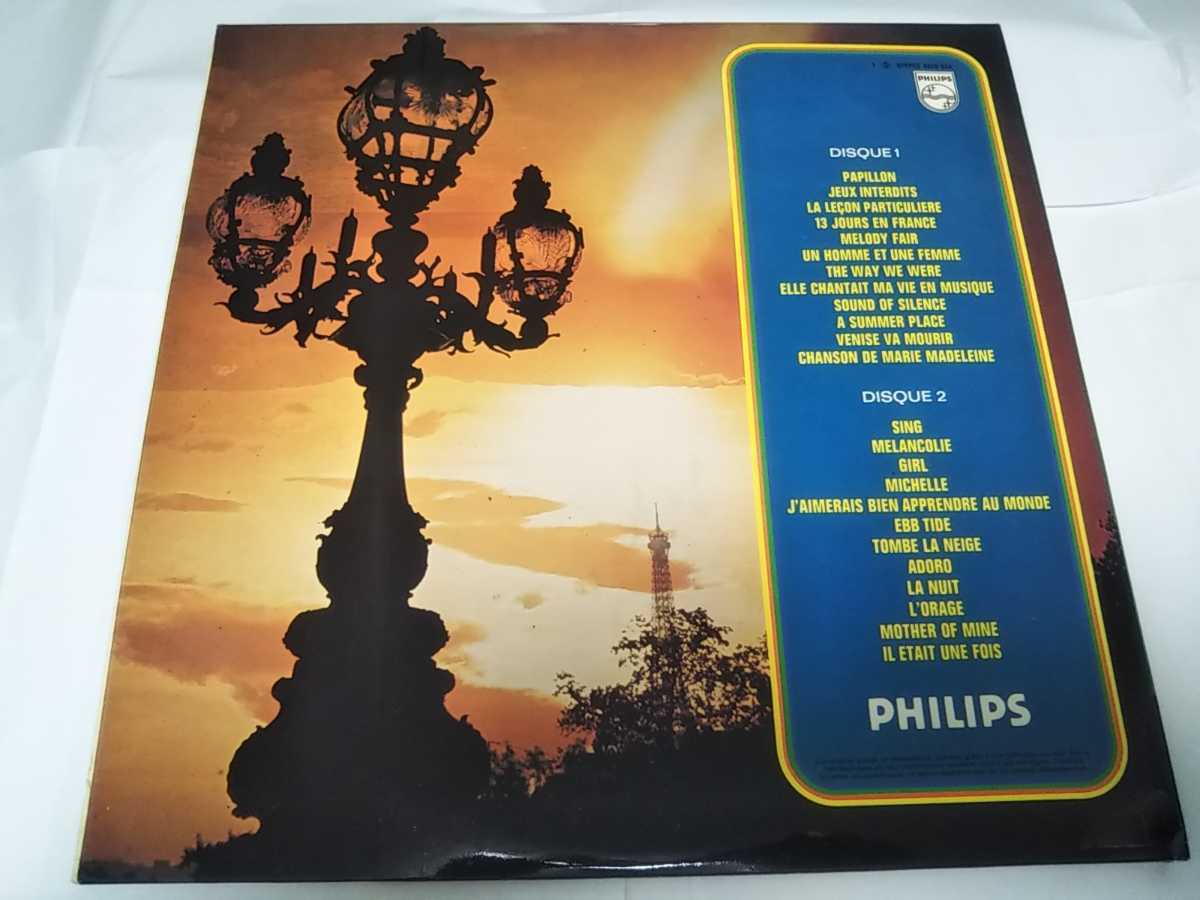 STEREO
PHILIPS
DISQUE 1
PAPILLON
JEUX INTERDITS
LA LEÇON PARTICULIERE
13 JOURS EN FRANCE
MELODY FAIR
UN HOMME ET UNE FEMME
THE WAY WE WERE
ELLE CHANTAIT MA VIE EN MUSIQUE
SOUND OF SILENCE
A SUMMER PLACE
VENISE VA MOURIR
CHANSON DE MARIE MADELEINE
DISQUE 2
SING
MELANCOLIE
GIRL
MICHELLE
J'AIMERAIS BIEN APPRENDRE AU MONDE
EBB TIDE
TOMBE LA NEIGE
ADORO
LA NUIT
L'ORAGE
MOTHER OF MINE
IL ETAIT UNE FOIS
PHILIPS